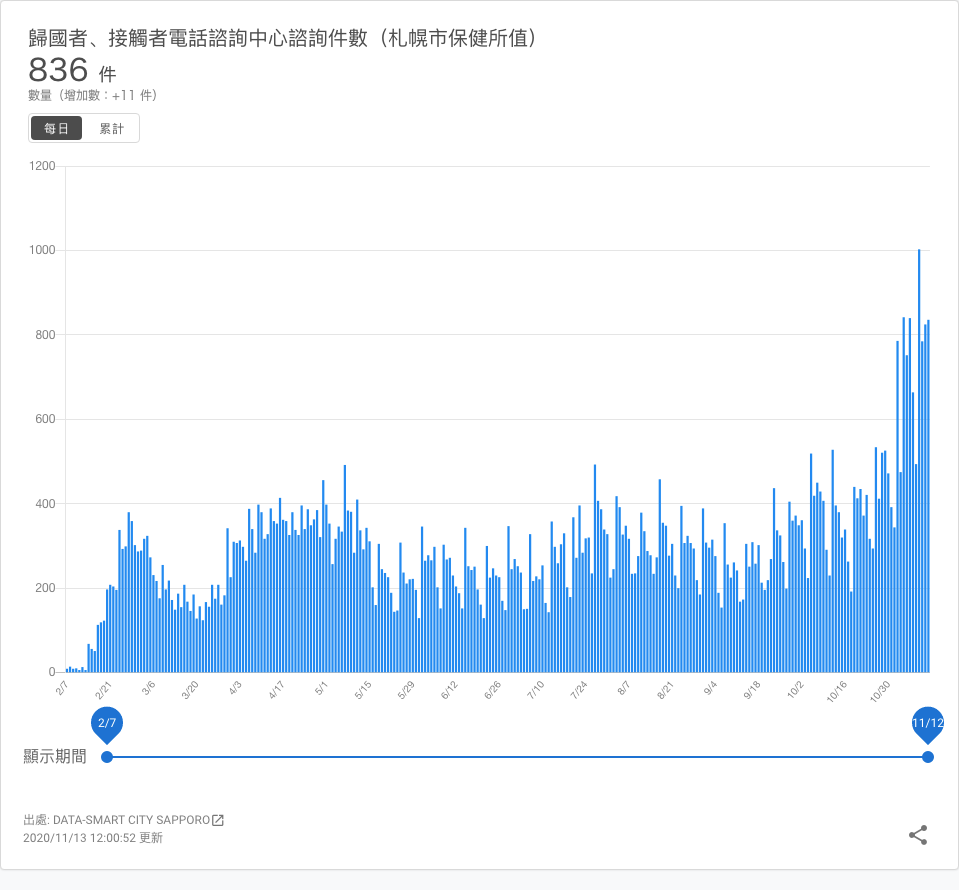 歸國者、接觸者電話諮詢中心諮詢件數（札幌市保健所值）
836 件
數量（增加數：+11 件）
每日 累計
1200
1000
800
600
400
200
0
2/7 2/21 3/6 3/20 4/3 4/17 5/1 5/15 5/29 6/12 6/26 7/10 7/24 8/7 8/21 9/4 9/18 10/2 10/16 10/30
2/7 11/12
顯示期間
出處: DATA-SMART CITY SAPPORO
2020/11/13 12:00:52 更新